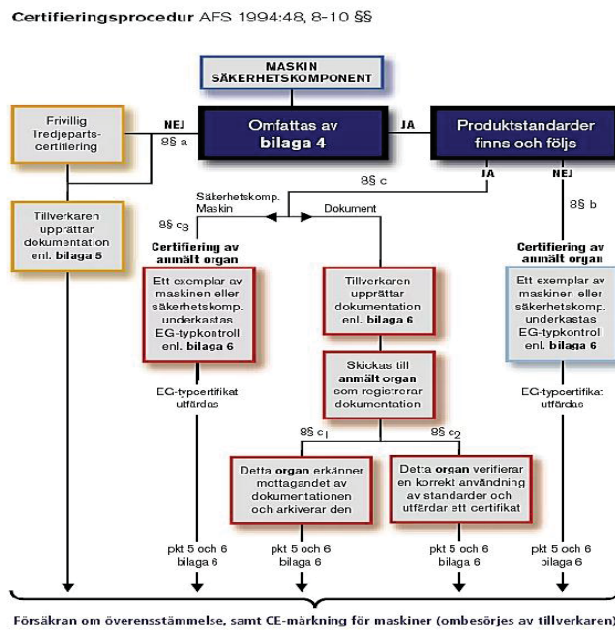 Certifieringsprocedur AFS 1994:48, 8-10 §§
MASKIN
SÄKERHETSKOMPONENT
Frivillig
Tredjeparts-
certifiering
NEJ
8§ a
Omfattas av
bilaga 4
JA
Produktstandarder
finns och följs
JA
NEJ
8§ c
8§ b
Säkerhetskomp.
Maskin
Dokument
8§ c3
Tillverkaren
upprättar
dokumentation
enl. bilaga 5
Certifiering av
anmält organ
Ett exemplar av
maskinen eller
säkerhetskomp.
underkastas
EG-typkontroll
enl. bilaga 6
EG-typcertifikat
utfärdas
Tillverkaren
upprättar
dokumentation
enl. bilaga 6
Skickas till
anmält organ
som registrerar
dokumentation
Certifiering av
anmält organ
Ett exemplar av
maskinen eller
säkerhetskomp.
underkastas
EG-typkontroll
enl. bilaga 6
EG-typcertifikat
utfärdas
8§ c1
8§ c2
Detta organ erkänner
mottagandet av
dokumentationen
och arkiverar den
Detta organ verifierar
en korrekt användning
av standarder och
utfärdar ett certifikat
pkt 5 och 6
bilaga 6
pkt 5 och 6
bilaga 6
pkt 5 och 6
bilaga 6
pkt 5 och 6
bilaga 6
Försäkran om överensstämmelse, samt CE-märkning för maskiner (ombesörjes av tillverkaren)